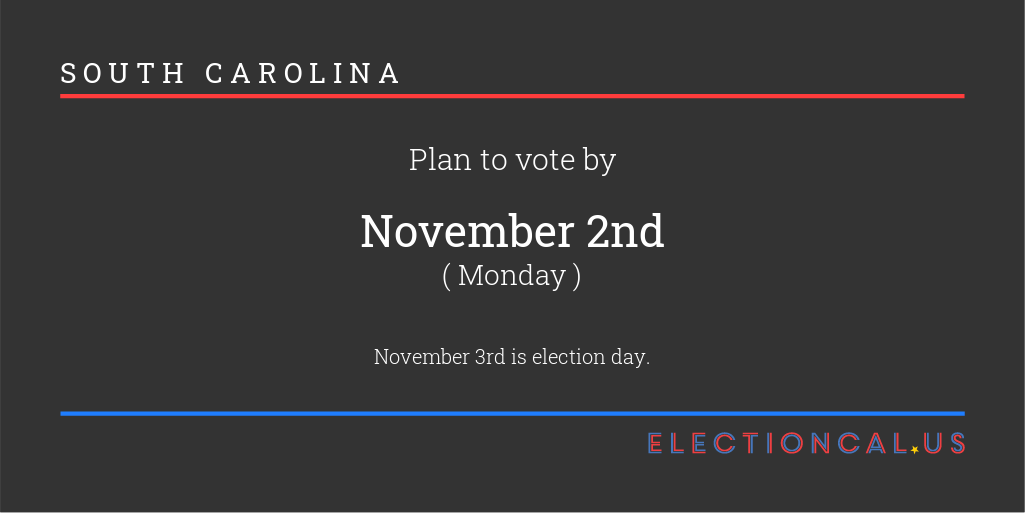 SOUTH CAROLINA
Plan to vote by
November 2nd
( Monday )
November 3rd is election day.
ELECTIONCAL.US